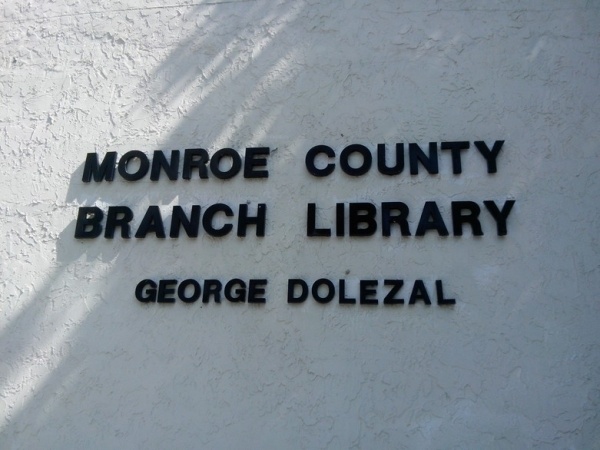 MONROE COUNTY
BRANCH LIBRARY
GEORGE DOLEZAL